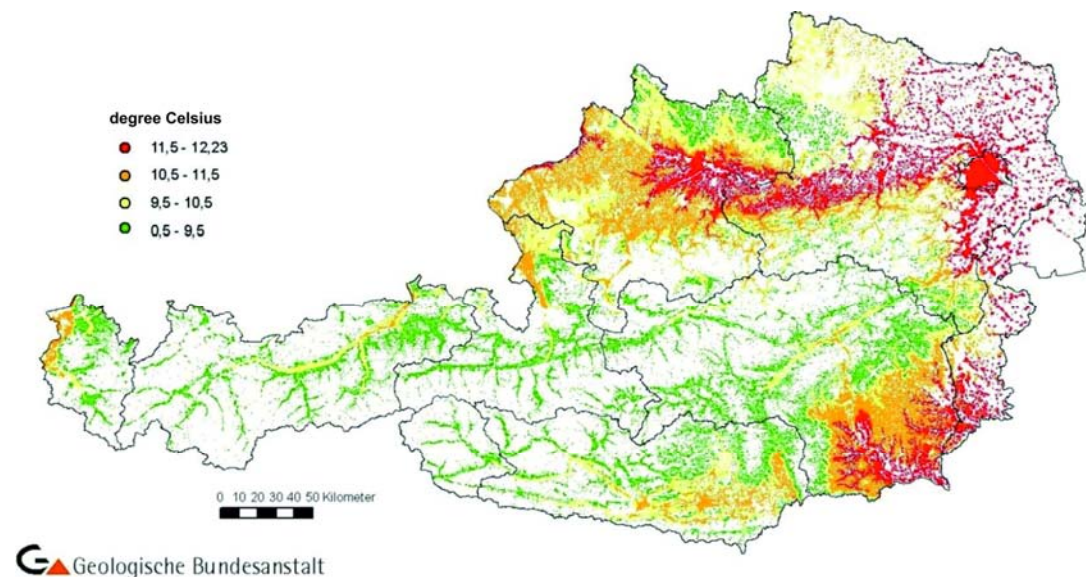 degree Celsius
11,5 - 12,23
10,5 - 11,5
9,5 - 10,5
0,5 - 9,5
0 10 20 30 40 50 Kilometer
Geologische Bundesanstalt